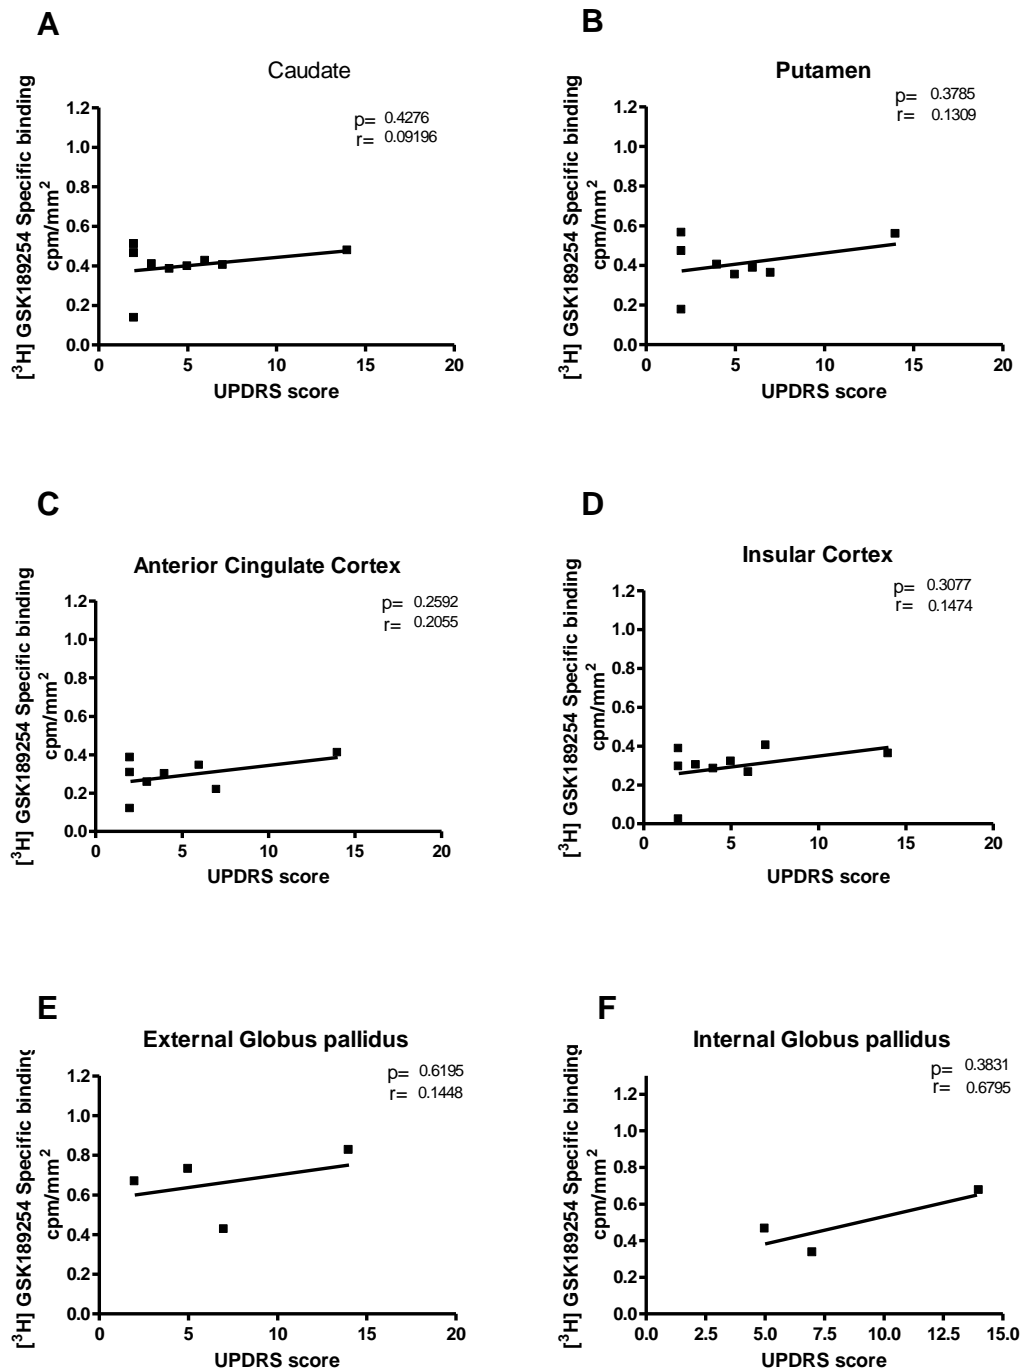 A
Caudate
[³H] GSK189254 Specific binding
cpm/mm²
p= 0.4276
r= 0.09196
1.2
1.0
0.8
0.6
0.4
0.2
0.0
0 5 10 15 20
UPDRS score
B
Putamen
[³H] GSK189254 Specific binding
cpm/mm²
p= 0.3785
r= 0.1309
1.2
1.0
0.8
0.6
0.4
0.2
0.0
0 5 10 15 20
UPDRS score
C
Anterior Cingulate Cortex
[³H] GSK189254 Specific binding
cpm/mm²
p= 0.2592
r= 0.2055
1.2
1.0
0.8
0.6
0.4
0.2
0.0
0 5 10 15 20
UPDRS score
D
Insular Cortex
[³H] GSK189254 Specific binding
cpm/mm²
p= 0.3077
r= 0.1474
1.2
1.0
0.8
0.6
0.4
0.2
0.0
0 5 10 15 20
UPDRS score
E
External Globus pallidus
[³H] GSK189254 Specific binding
cpm/mm²
p= 0.6195
r= 0.1448
1.2
1.0
0.8
0.6
0.4
0.2
0.0
0 5 10 15 20
UPDRS score
F
Internal Globus pallidus
[³H] GSK189254 Specific binding
cpm/mm²
p= 0.3831
r= 0.6795
1.2
1.0
0.8
0.6
0.4
0.2
0.0
0.0 2.5 5.0 7.5 10.0 12.5 15.0
UPDRS score